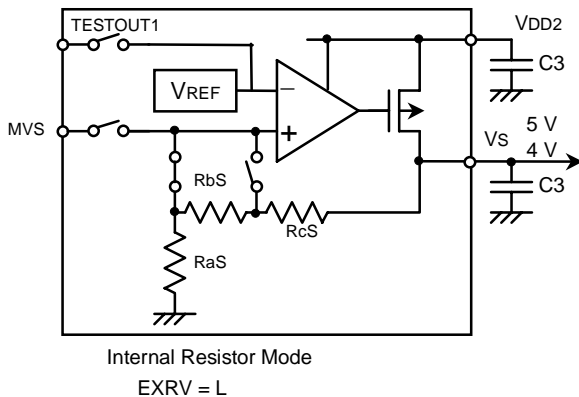 TESTOUT1
VDD2
C3
VREF
−
+
MVS
VS
5 V
4 V
C3
RbS
RcS
RaS
Internal Resistor Mode
EXRV = L